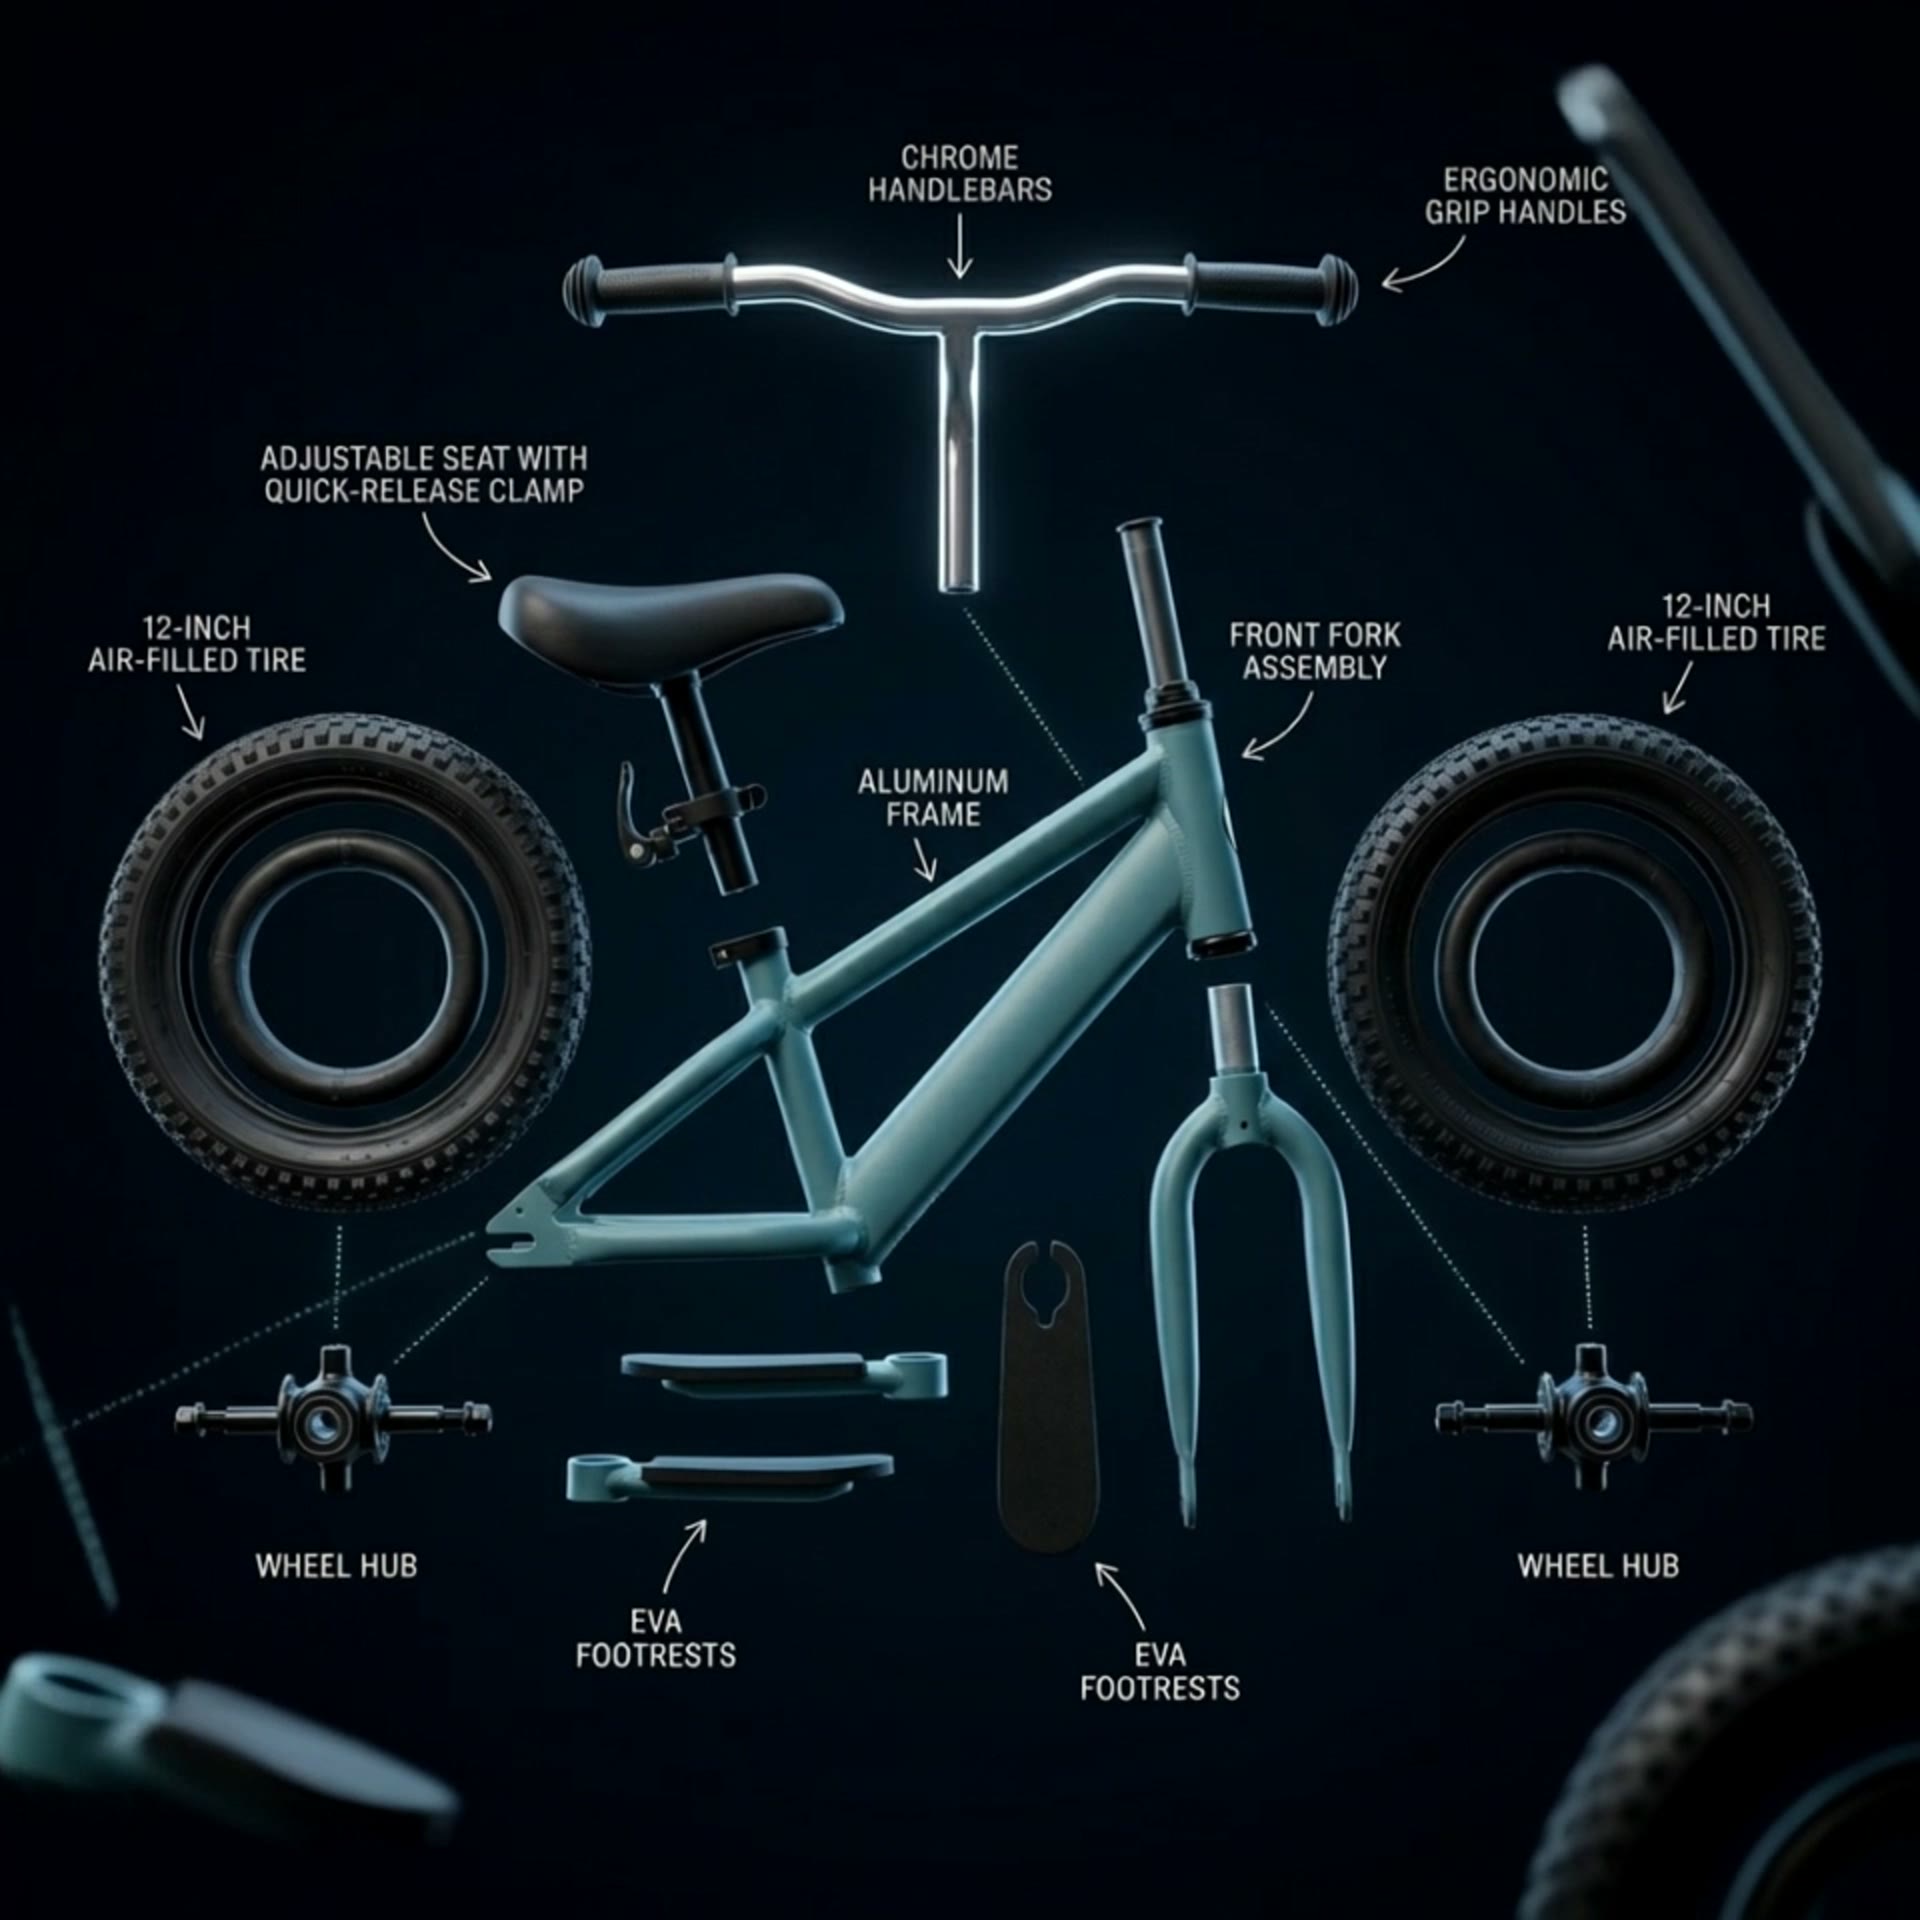 CHROME
HANDLEBARS
ERGONOMIC
GRIP HANDLES
ADJUSTABLE SEAT WITH
QUICK-RELEASE CLAMP
12-INCH
AIR-FILLED TIRE
FRONT FORK
ASSEMBLY
12-INCH
AIR-FILLED TIRE
ALUMINUM
FRAME
WHEEL HUB
EVA
FOOTRESTS
EVA
FOOTRESTS
WHEEL HUB